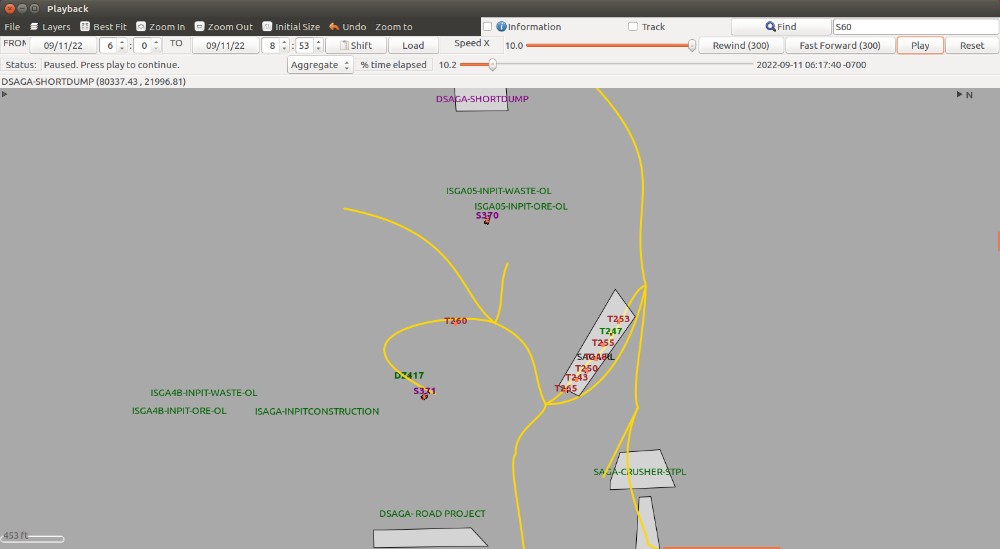 Playback
File Layers Best Fit Zoom In Zoom Out Initial Size Undo Zoom to Information Track Find S60
FROM 09/11/22 6 : 0 TO 09/11/22 8 : 53 Shift Load Speed X 10.0 Rewind (300) Fast Forward (300) Play Reset
Status: Paused. Press play to continue. Aggregate % time elapsed 10.2 2022-09-11 06:17:40 -0700
DSAGA-SHORTDUMP (80337.43 , 21996.81)
N
DSAGA-SHORTDUMP
ISGA05-INPIT-WASTE-OL
ISGA05-INPIT-ORE-OL
S370
T260
T253
T247
T255
T250
T243
T265
DZ417
S371
ISGA4B-INPIT-WASTE-OL
ISGA4B-INPIT-ORE-OL
ISAGA-INPITCONSTRUCTION
SAGA-CRUSHER-STPL
DSAGA- ROAD PROJECT
453 ft